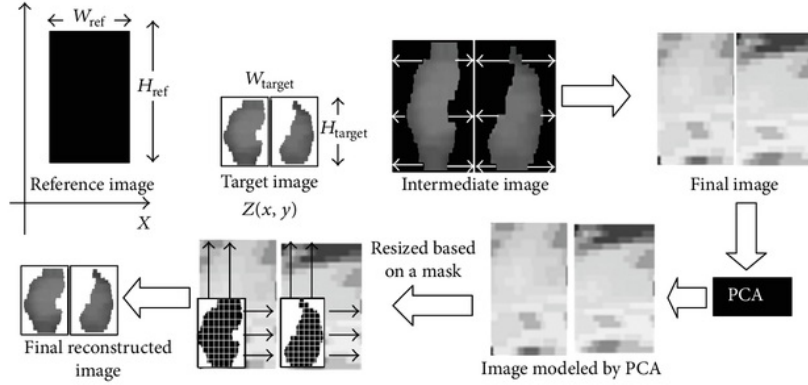 W_ref
H_ref
Reference image
X
W_target
H_target
Target image
Z(x, y)
Intermediate image
Final image
PCA
Image modeled by PCA
Resized based
on a mask
Final reconstructed
image